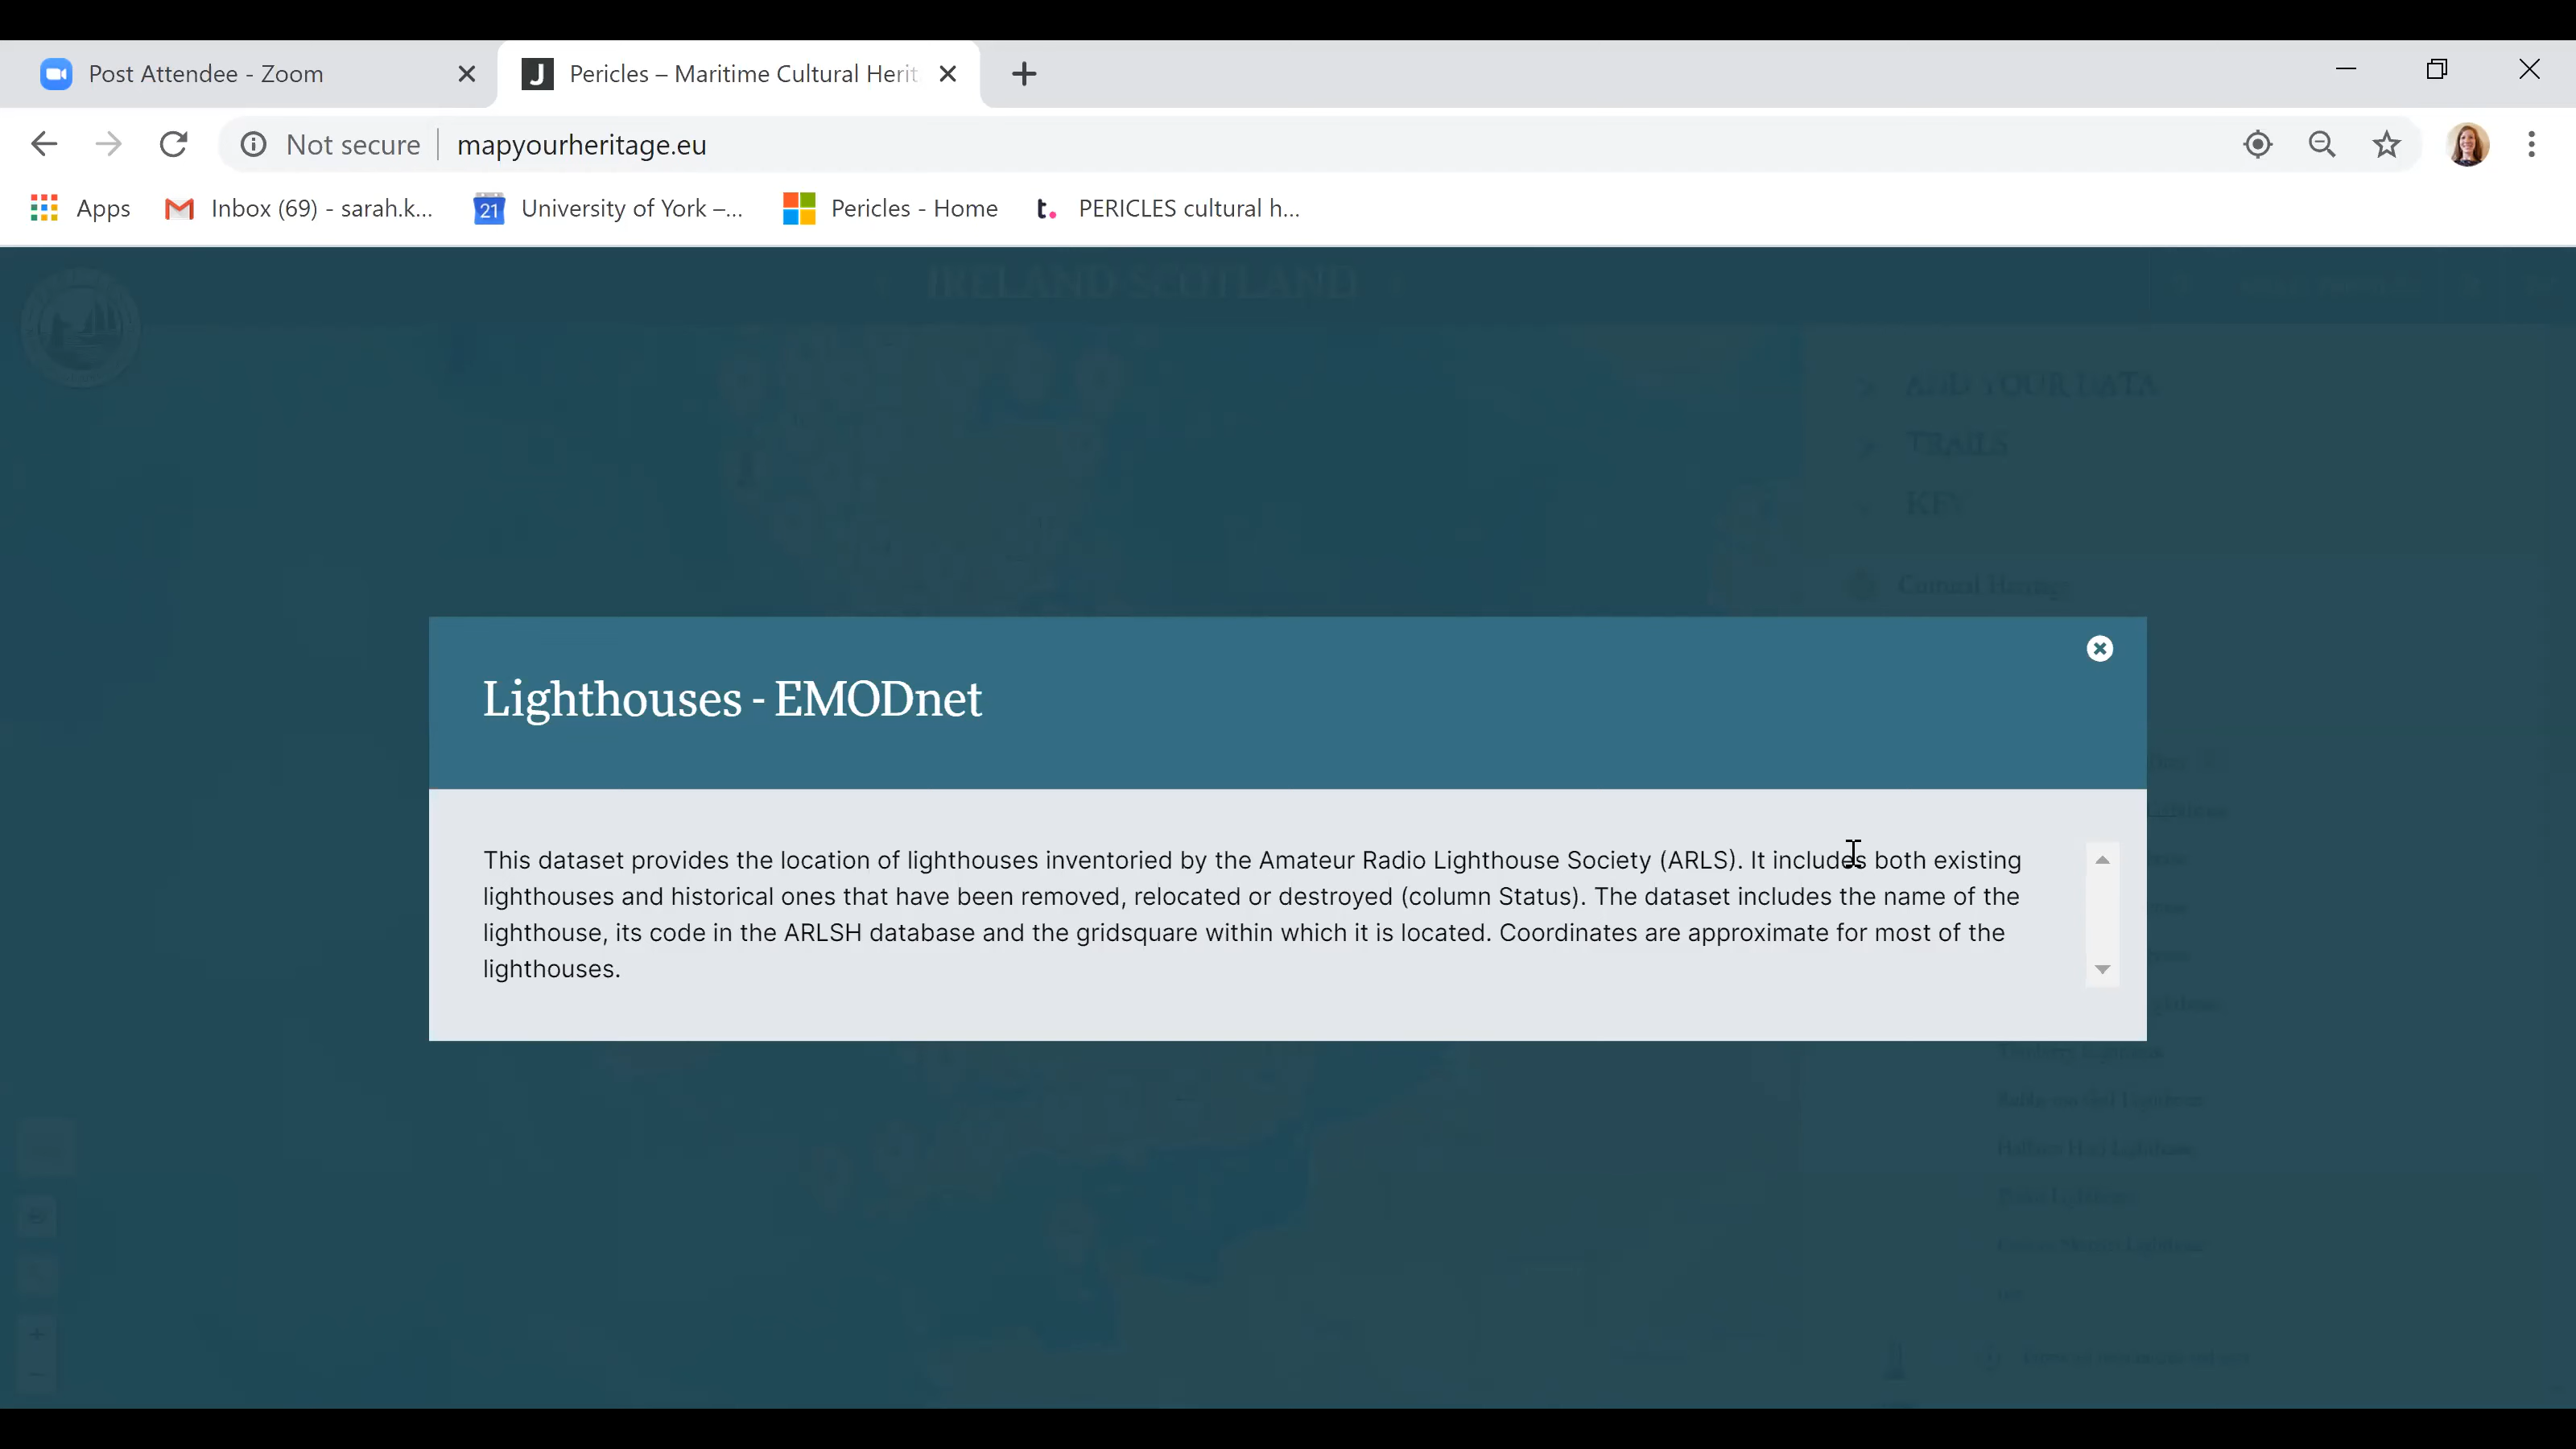 Post Attendee - Zoom
Pericles – Maritime Cultural Herit
Not secure
mapyourheritage.eu
Apps
Inbox (69) - sarah.k...
21
University of York –...
Pericles - Home
t.
PERICLES cultural h...
IRELAND SCOTLAND
ADD YOUR DATA
TRAILS
KEY
Cultural Heritage
Lighthouses - EMODnet
This dataset provides the location of lighthouses inventoried by the Amateur Radio Lighthouse Society (ARLS). It includes both existing
lighthouses and historical ones that have been removed, relocated or destroyed (column Status). The dataset includes the name of the
lighthouse, its code in the ARLSH database and the gridsquare within which it is located. Coordinates are approximate for most of the
lighthouses.